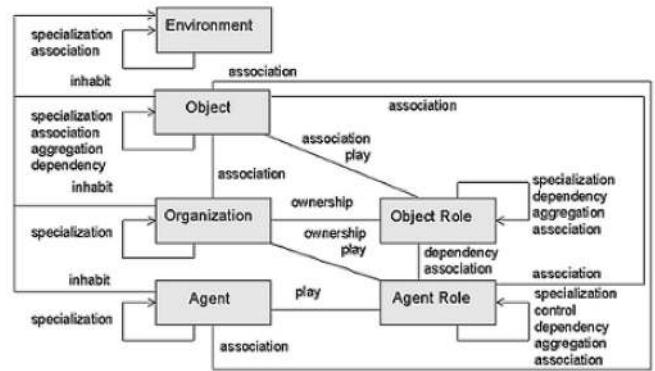 Environment
specialization
association
inhabit
association
Object
association
specialization
association
aggregation
dependency
association
play
inhabit
association
specialization
dependency
aggregation
association
ownership
Organization
Object Role
specialization
ownership
play
dependency
association
inhabit
association
Agent
play
Agent Role
specialization
control
dependency
aggregation
association
specialization
association